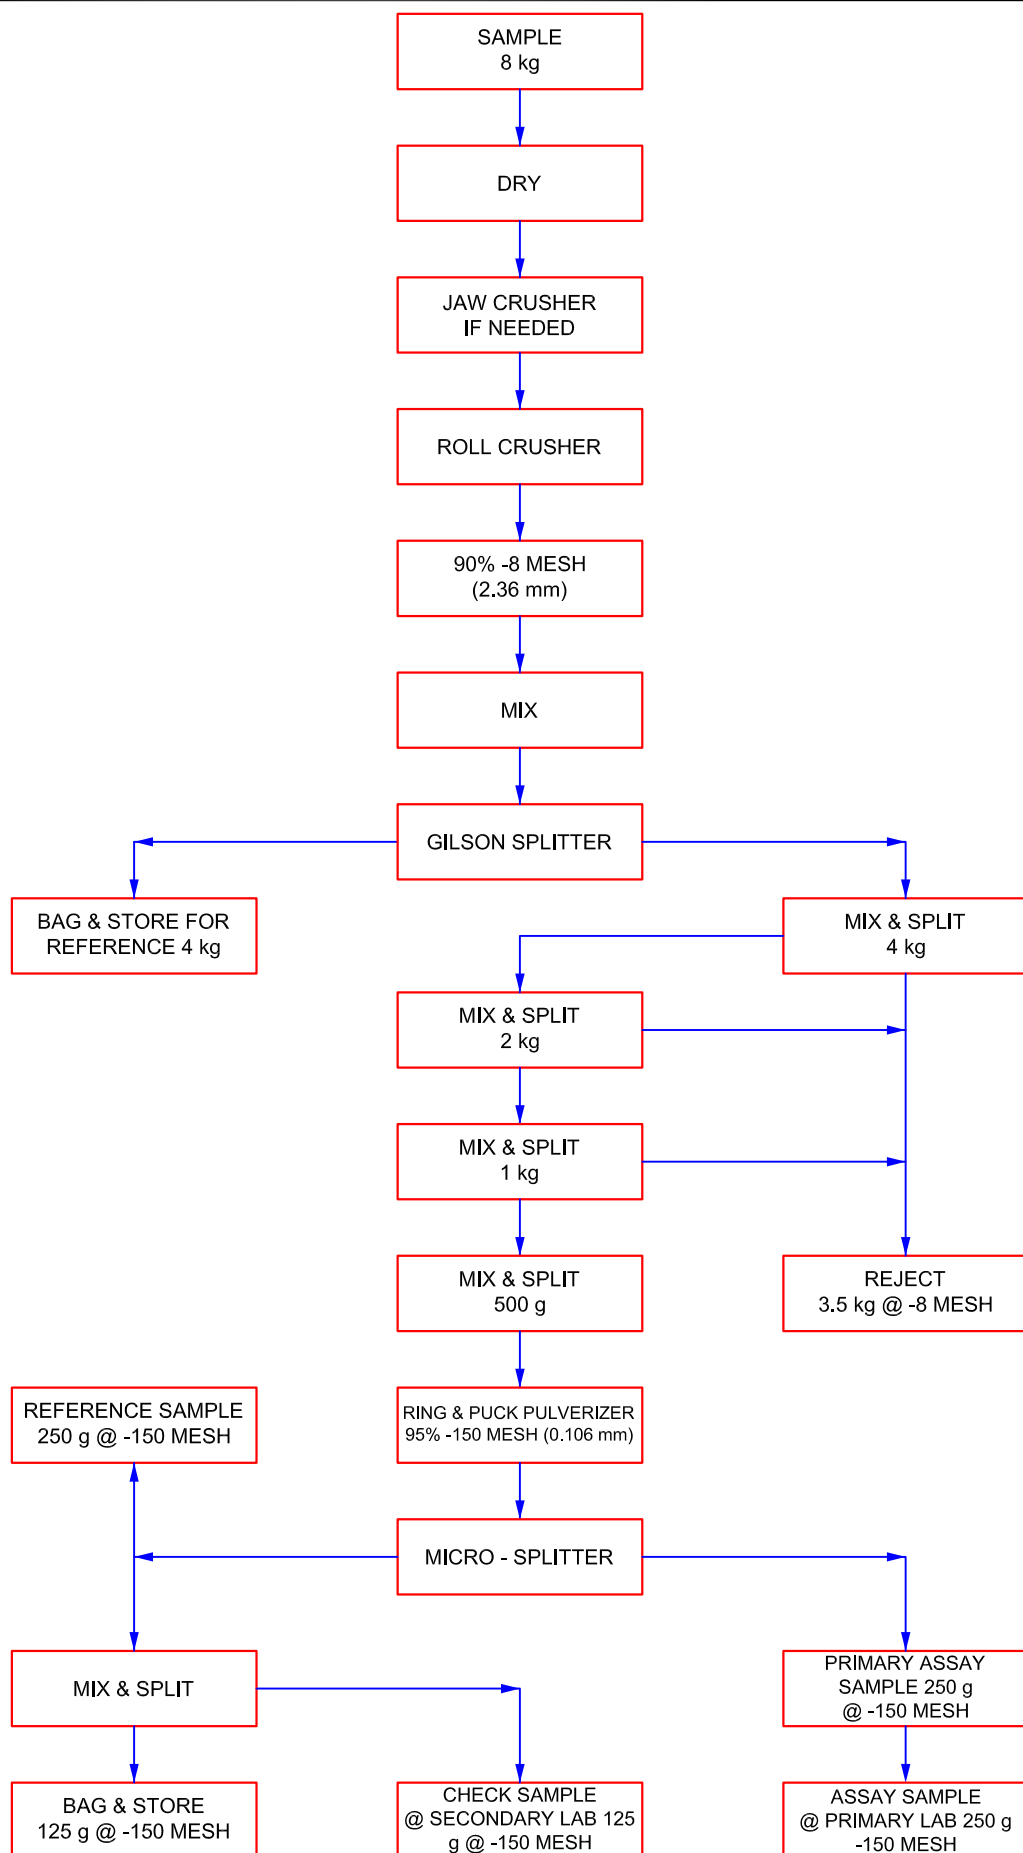 SAMPLE
8 kg
DRY
JAW CRUSHER
IF NEEDED
ROLL CRUSHER
90% -8 MESH
(2.36 mm)
MIX
GILSON SPLITTER
BAG & STORE FOR
REFERENCE 4 kg
MIX & SPLIT
4 kg
MIX & SPLIT
2 kg
MIX & SPLIT
1 kg
MIX & SPLIT
500 g
REJECT
3.5 kg @ -8 MESH
REFERENCE SAMPLE
250 g @ -150 MESH
RING & PUCK PULVERIZER
95% -150 MESH (0.106 mm)
MICRO - SPLITTER
MIX & SPLIT
PRIMARY ASSAY
SAMPLE 250 g
@ -150 MESH
BAG & STORE
125 g @ -150 MESH
CHECK SAMPLE
@ SECONDARY LAB 125
g @ -150 MESH
ASSAY SAMPLE
@ PRIMARY LAB 250 g
-150 MESH